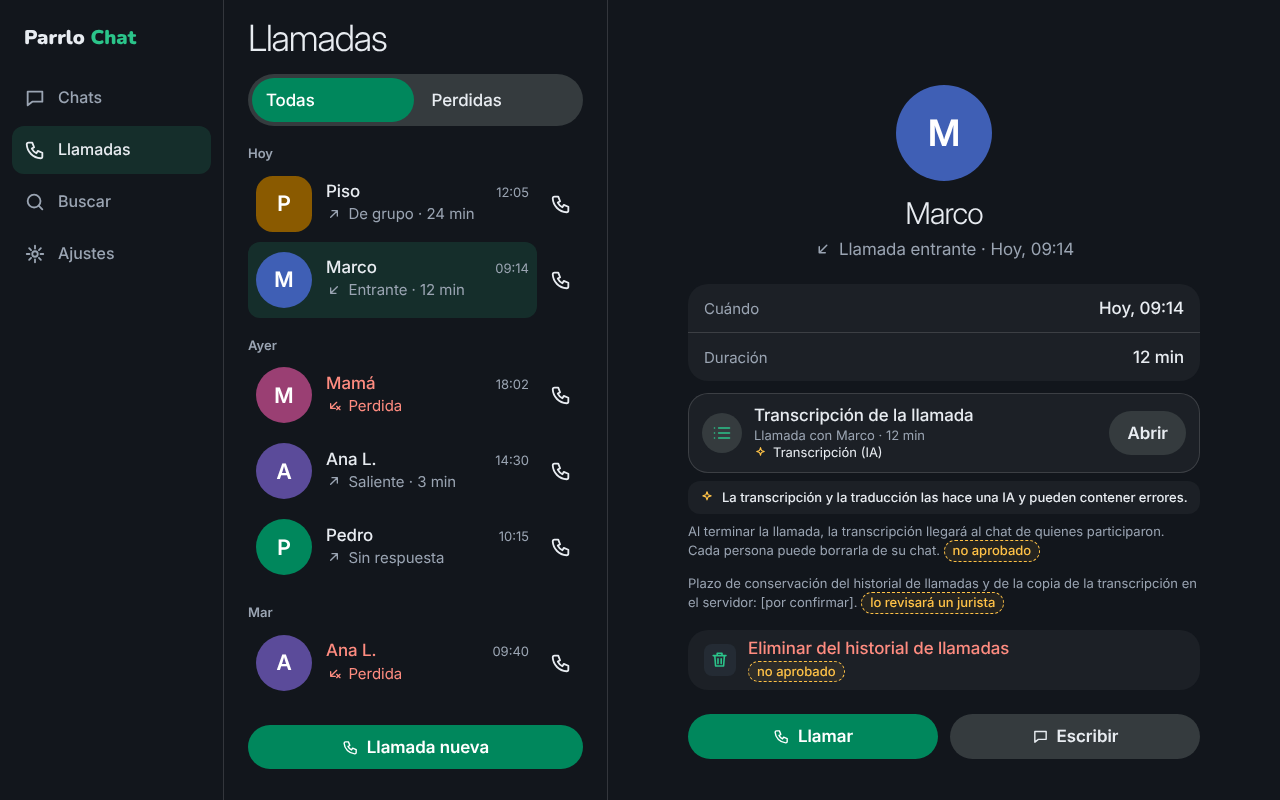 Parrlo Chat
Chats
Llamadas
Buscar
Ajustes
Llamadas
Todas
Perdidas
Hoy
P
Piso
12:05
De grupo · 24 min
M
Marco
09:14
Entrante · 12 min
Ayer
M
Mamá
18:02
Perdida
A
Ana L.
14:30
Saliente · 3 min
P
Pedro
10:15
Sin respuesta
Mar
A
Ana L.
09:40
Perdida
Llamada nueva
M
Marco
Llamada entrante · Hoy, 09:14
Cuándo
Hoy, 09:14
Duración
12 min
Transcripción de la llamada
Llamada con Marco · 12 min
Transcripción (IA)
Abrir
La transcripción y la traducción las hace una IA y pueden contener errores.
Al terminar la llamada, la transcripción llegará al chat de quienes participaron.
Cada persona puede borrarla de su chat. no aprobado
Plazo de conservación del historial de llamadas y de la copia de la transcripción en
el servidor: [por confirmar]. lo revisará un jurista
Eliminar del historial de llamadas
no aprobado
Llamar
Escribir